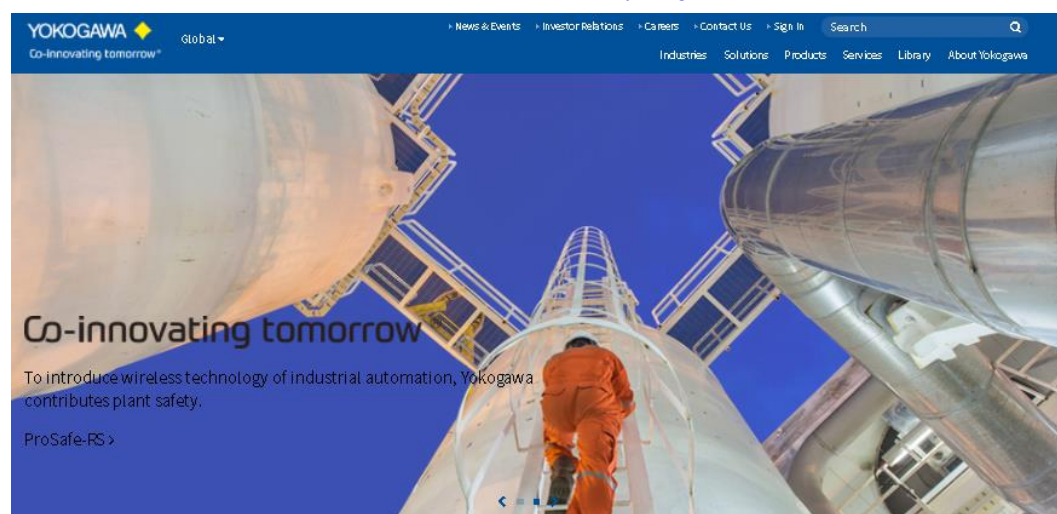 YOKOGAWA
Co-innovating tomorrow®
Global
News & Events Investor Relations Careers Contact Us Sign In Search
Industries Solutions Products Services Library About Yokogawa
Co-innovating tomorrow
To introduce wireless technology of industrial automation, Yokogawa
contributes plant safety.
ProSafe-RS >